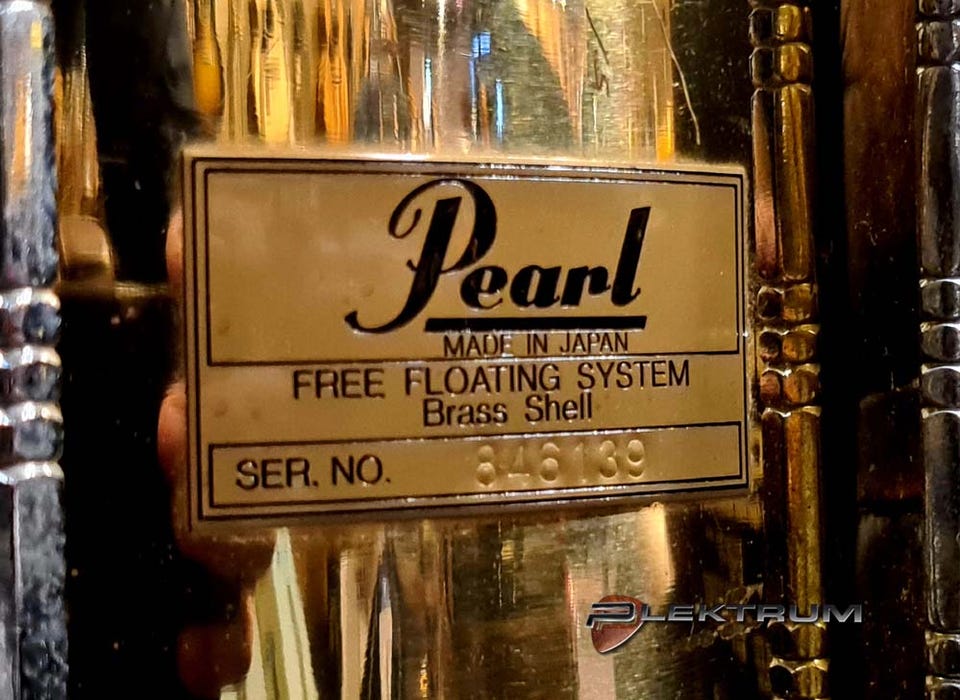 Pearl
MADE IN JAPAN
FREE FLOATING SYSTEM
Brass Shell
SER. NO. 846139
PLEKTRUM